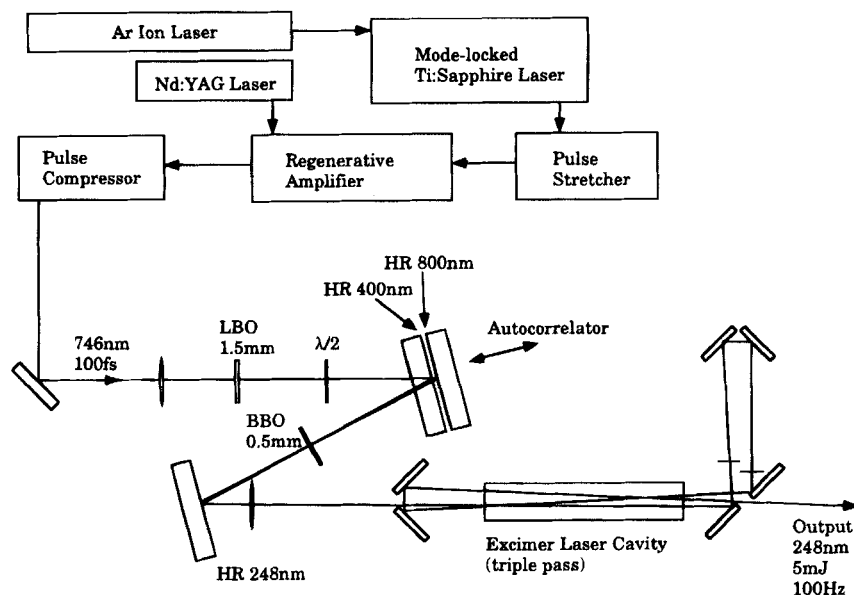 Ar Ion Laser
Mode-locked
Ti:Sapphire Laser
Nd:YAG Laser
Pulse
Compressor
Regenerative
Amplifier
Pulse
Stretcher
HR 800nm
HR 400nm
Autocorrelator
746nm
100fs
LBO
1.5mm
λ/2
BBO
0.5mm
HR 248nm
Excimer Laser Cavity
(triple pass)
Output
248nm
5mJ
100Hz